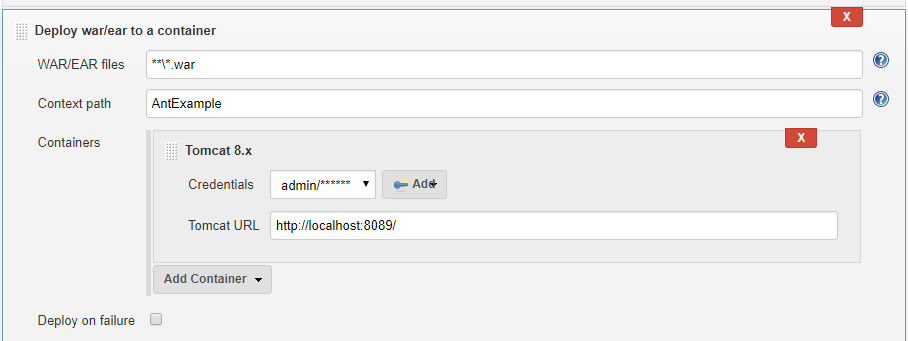 X
Deploy war/ear to a container
WAR/EAR files **\*.war ?
Context path AntExample ?
Containers X
Tomcat 8.x
Credentials admin/****** Add
Tomcat URL http://localhost:8089/
Add Container
Deploy on failure